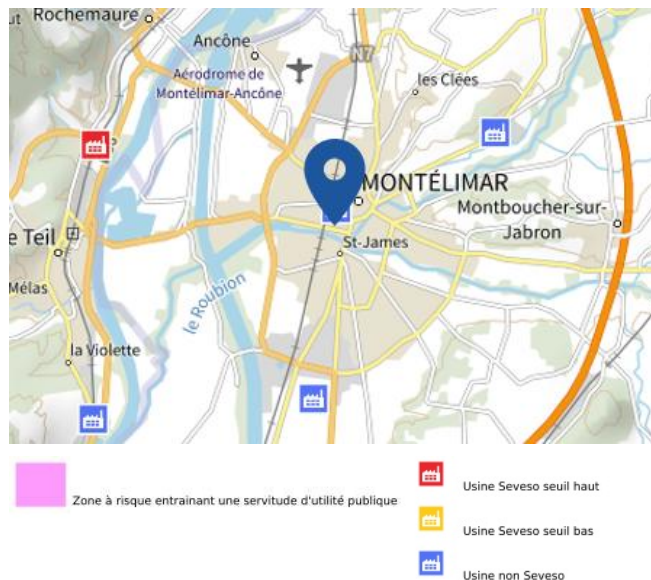 Rochemaure
Ancône
N7
Aérodrome de
Montélimar-Ancône
les Clées
MONTÉLIMAR
Montboucher-sur-
Jabron
e Teil
St-James
Mélas
le Roubion
la Violette
Zone à risque entrainant une servitude d'utilité publique
Usine Seveso seuil haut
Usine Seveso seuil bas
Usine non Seveso